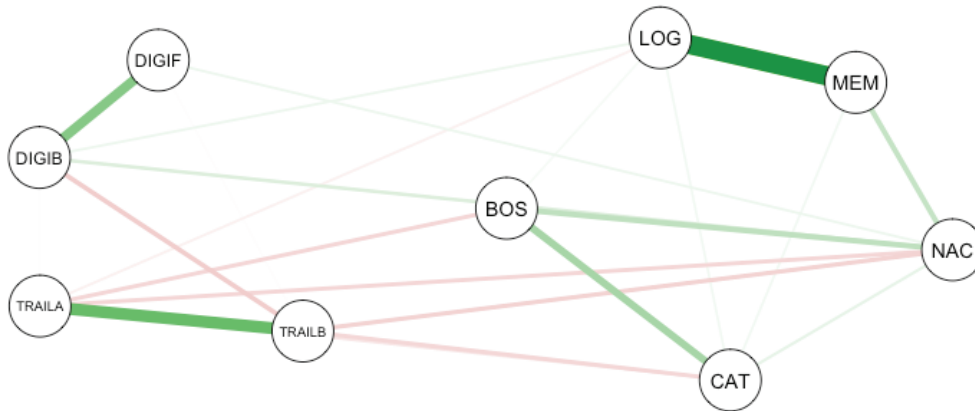 LOG
DIGIF
MEM
DIGIB
BOS
NAC
TRAILA
TRAILB
CAT